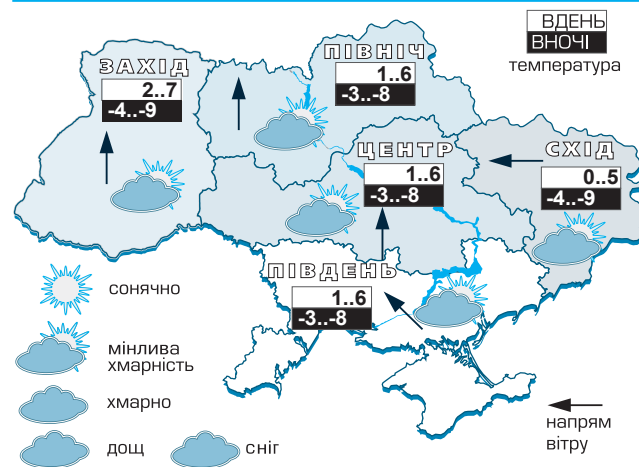 ВДЕНЬ
ВНОЧІ
температура
ПІВНІЧ
1..6
-3..-8
ЗАХІД
2..7
-4..-9
ЦЕНТР
1..6
-3..-8
СХІД
0..5
-4..-9
ПІВДЕНЬ
1..6
-3..-8
сонячно
мінлива
хмарність
хмарно
дощ
сніг
напрям
вітру